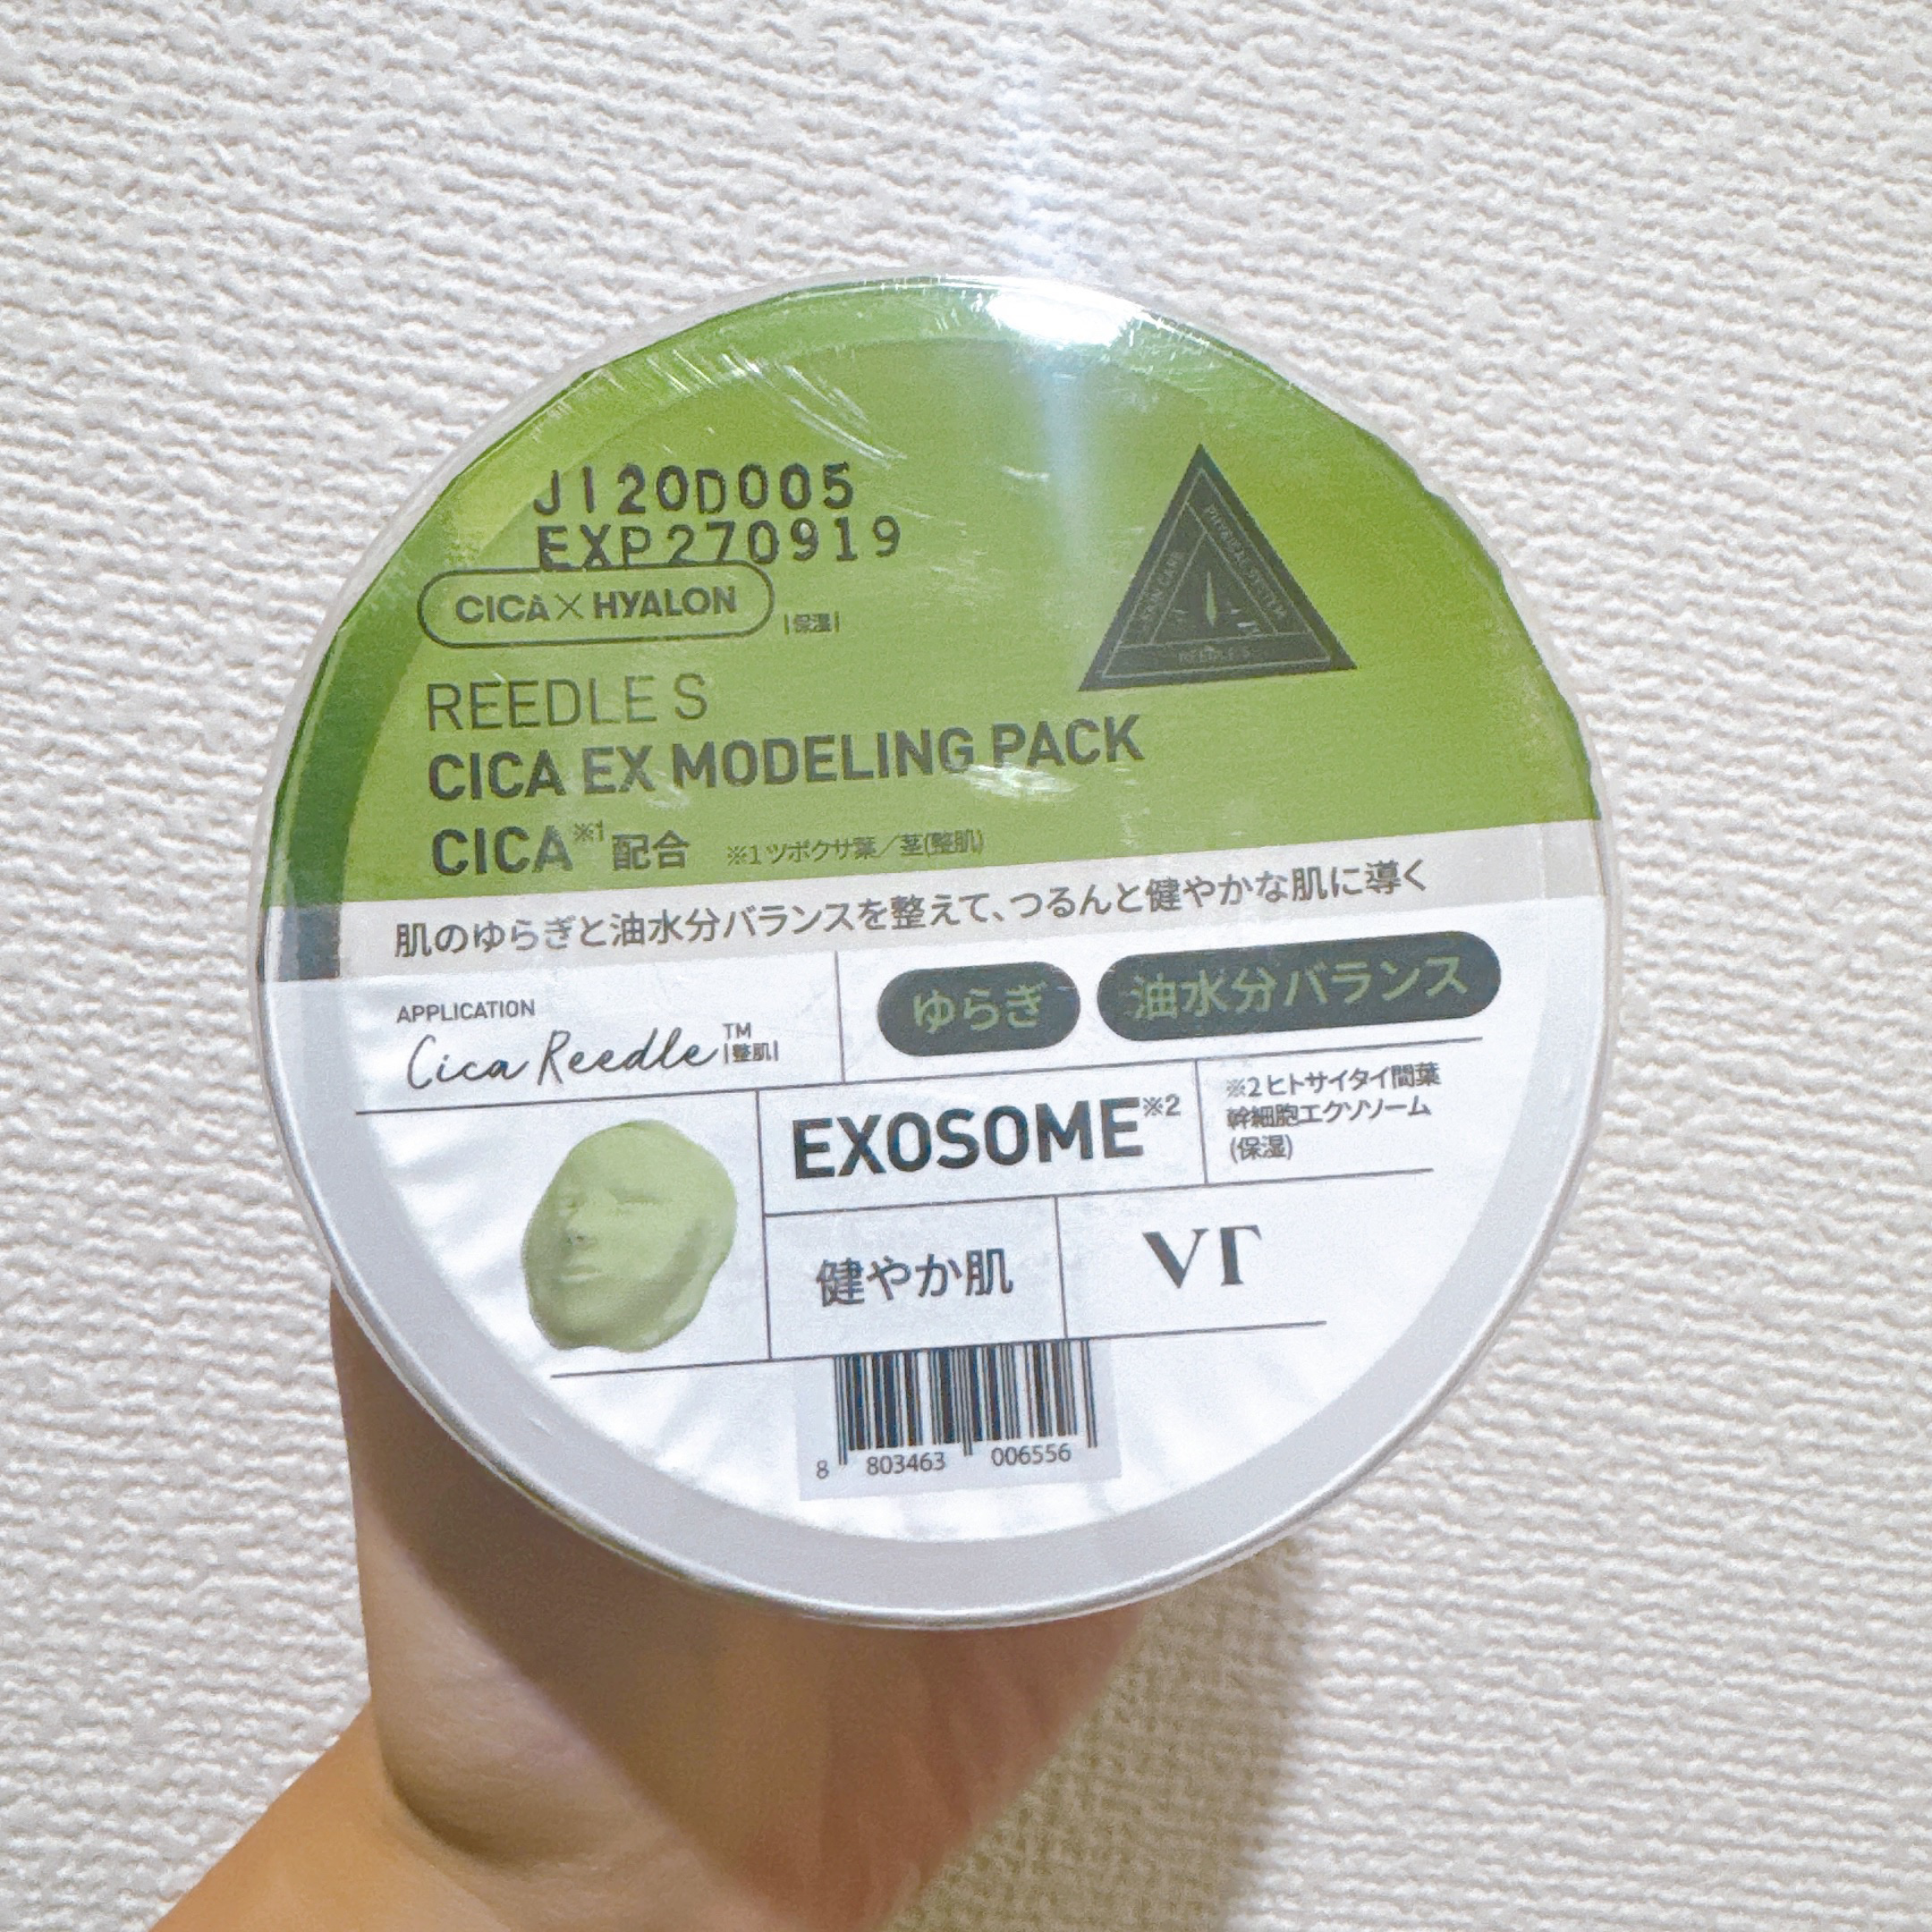 J120D005
EXP270919
CICA×HYALON
|保湿|
REEDLE S
CICA EX MODELING PACK
CICA※1配合 ※1ツボクサ葉／茎(整肌)
PHYSICAL SYSTEM
SKIN CARE
REEDLE S
肌のゆらぎと油水分バランスを整えて、つるんと健やかな肌に導く
APPLICATION
Cica Reedle™ |整肌|
ゆらぎ 油水分バランス
EXOSOME※2
※2ヒトサイタイ間葉
幹細胞エクソソーム
(保湿)
健やか肌
VT
8 803463 006556